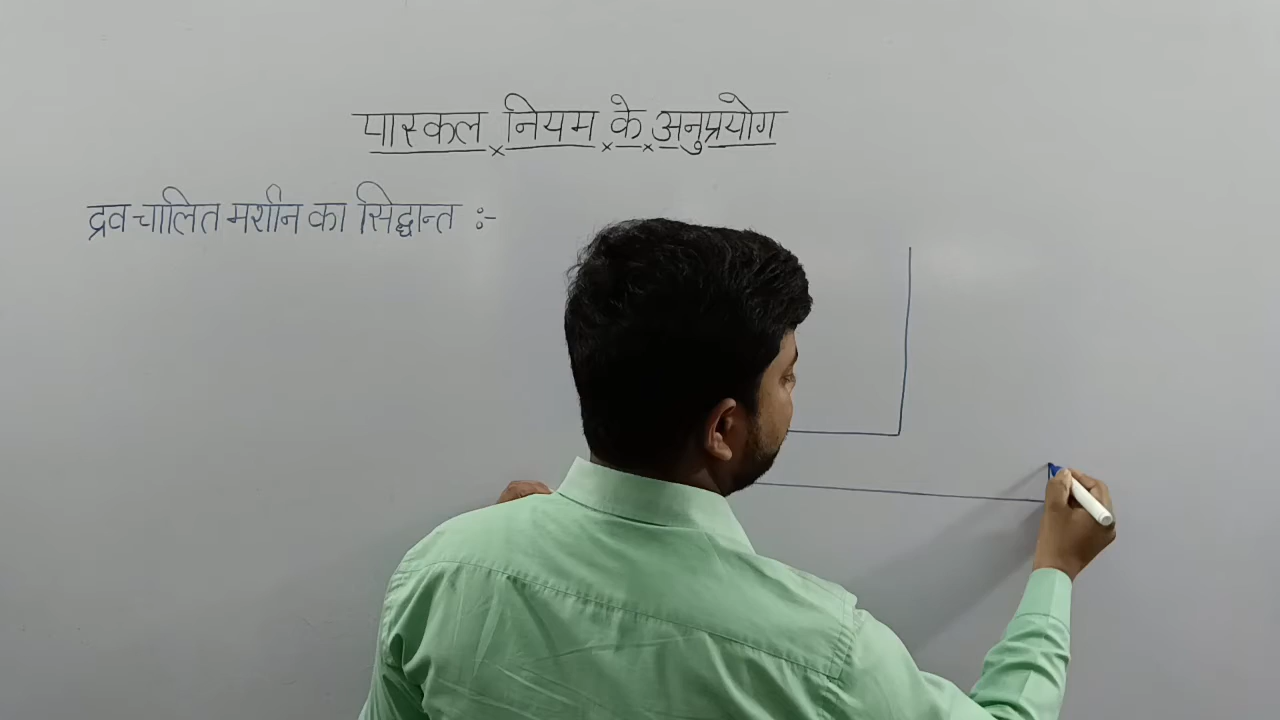 पास्कल नियम के अनुप्रयोग
द्रव चालित मशीन का सिद्धान्त :-